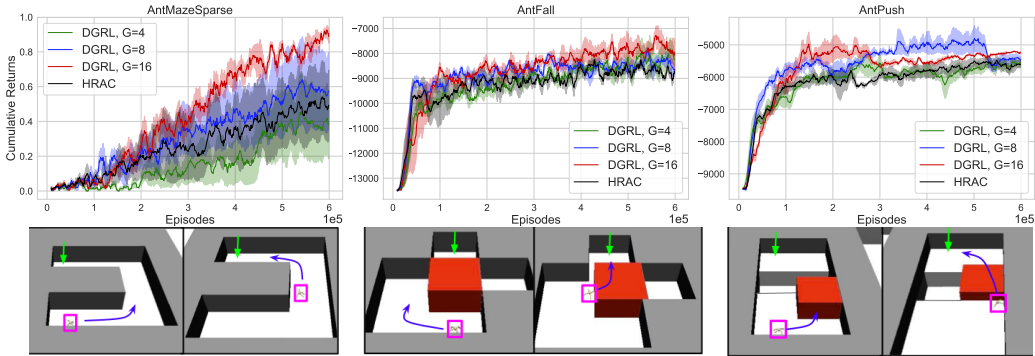 AntMazeSparse
Cumulative Returns
1.0
0.8
0.6
0.4
0.2
0.0
DGRL, G=4
DGRL, G=8
DGRL, G=16
HRAC
0 1 2 3 4 5 6
Episodes
1e5
AntFall
-7000
-8000
-9000
-10000
-11000
-12000
-13000
DGRL, G=4
DGRL, G=8
DGRL, G=16
HRAC
0 1 2 3 4 5 6
Episodes
1e5
AntPush
-5000
-6000
-7000
-8000
-9000
DGRL, G=4
DGRL, G=8
DGRL, G=16
HRAC
0 1 2 3 4 5 6
Episodes
1e5